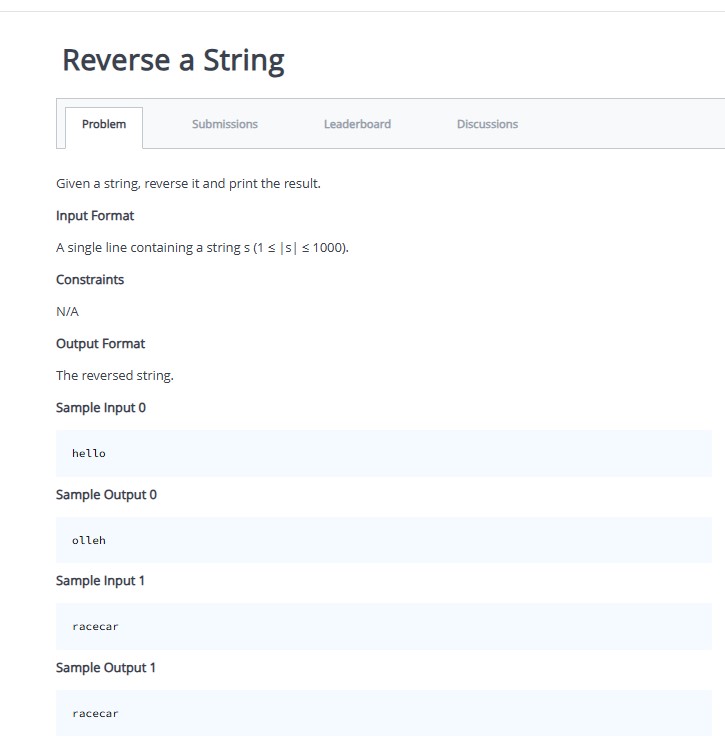 Reverse a String
Problem Submissions Leaderboard Discussions
Given a string, reverse it and print the result.
Input Format
A single line containing a string s (1 ≤ |s| ≤ 1000).
Constraints
N/A
Output Format
The reversed string.
Sample Input 0
hello
Sample Output 0
olleh
Sample Input 1
racecar
Sample Output 1
racecar